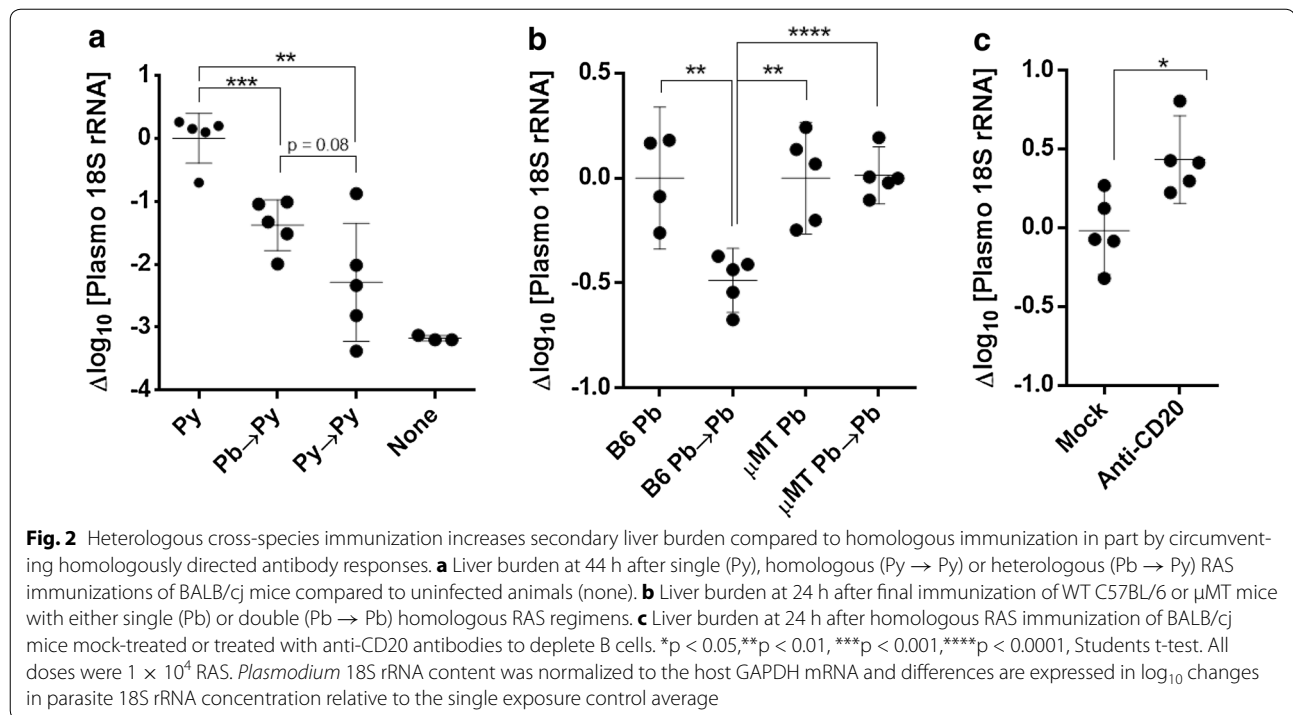 a
Δlog10 [Plasmo 18S rrNA]
1
0
-1
-2
-3
-4
**
***
p = 0.08
Py
Pb→Py
Py→Py
None
b
Δlog10 [Plasmo 18S rRNA]
0.5
0.0
-0.5
-1.0
****
**
**
B6 Pb
B6 Pb→Pb
μMT Pb
μMT Pb→Pb
c
Δlog10 [Plasmo 18S rRNA]
1.0
0.5
0.0
-0.5
-1.0
*
Mock
Anti-CD20
Fig. 2 Heterologous cross-species immunization increases secondary liver burden compared to homologous immunization in part by circumvent-
ing homologously directed antibody responses. a Liver burden at 44 h after single (Py), homologous (Py → Py) or heterologous (Pb → Py) RAS
immunizations of BALB/cj mice compared to uninfected animals (none). b Liver burden at 24 h after final immunization of WT C57BL/6 or μMT mice
with either single (Pb) or double (Pb → Pb) homologous RAS regimens. c Liver burden at 24 h after homologous RAS immunization of BALB/cj
mice mock-treated or treated with anti-CD20 antibodies to deplete B cells. *p < 0.05,**p < 0.01, ***p < 0.001,****p < 0.0001, Students t-test. All
doses were 1 × 10⁴ RAS. Plasmodium 18S rRNA content was normalized to the host GAPDH mRNA and differences are expressed in log₁₀ changes
in parasite 18S rRNA concentration relative to the single exposure control average